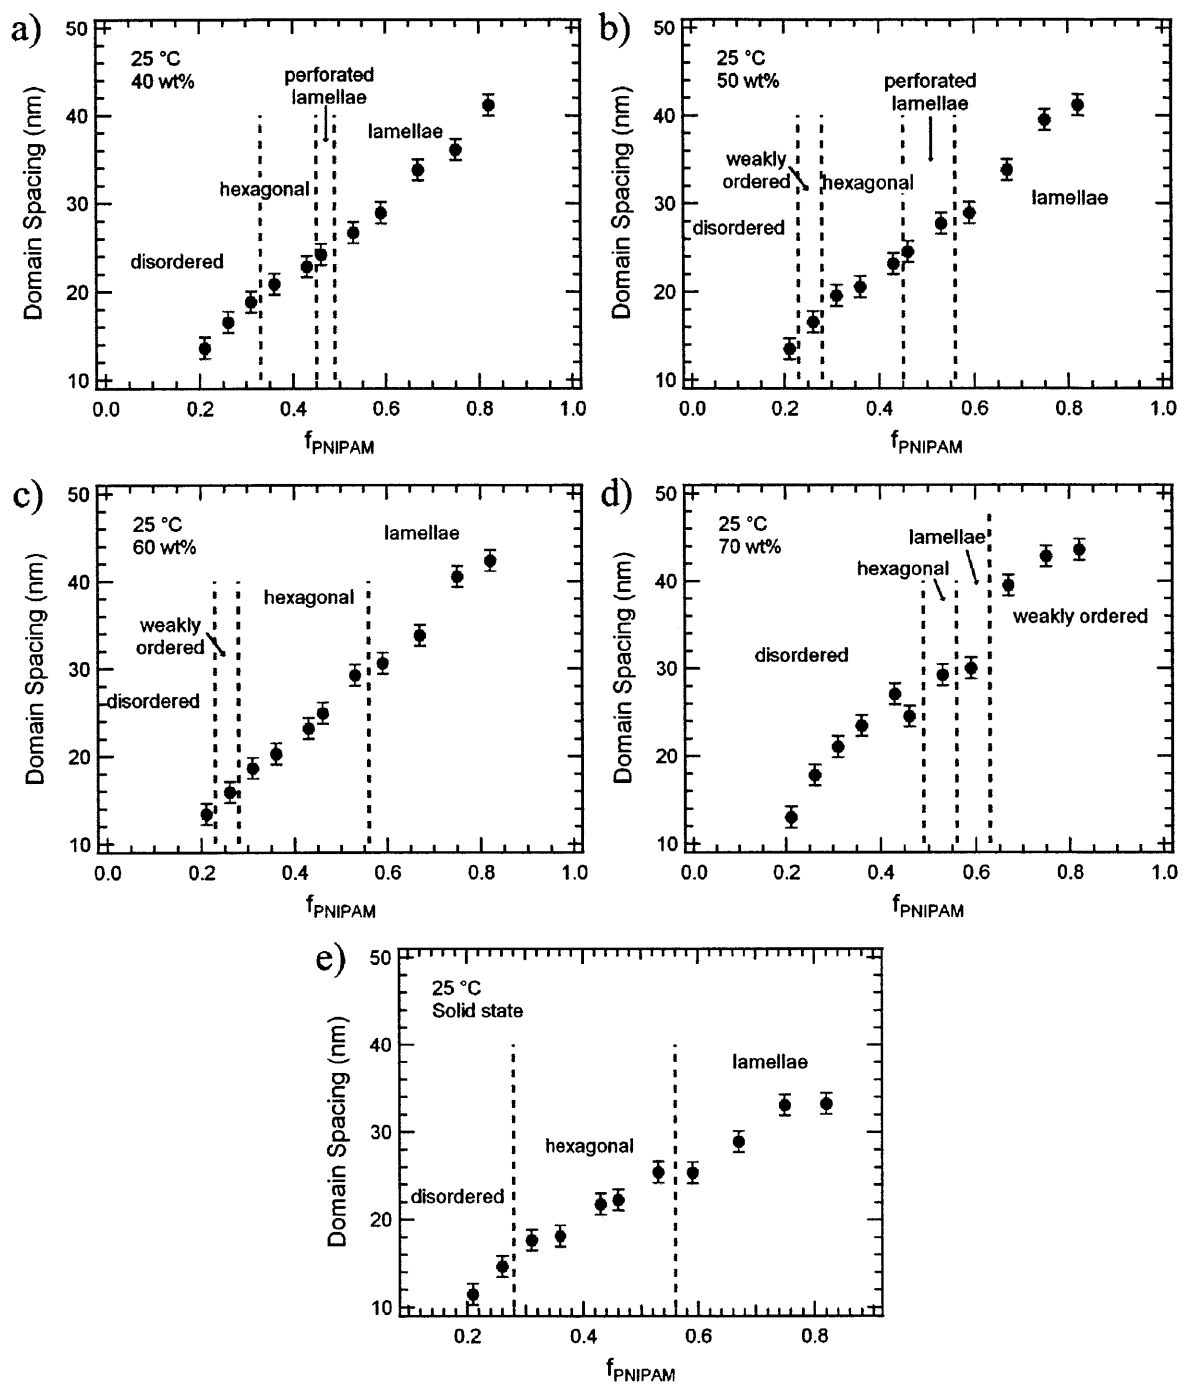 a)
25 °C
40 wt%
perforated
lamellae
lamellae
hexagonal
disordered
Domain Spacing (nm)
50
40
30
20
10
0.0 0.2 0.4 0.6 0.8 1.0
fPNIPAM
b)
25 °C
50 wt%
perforated
lamellae
weakly
ordered
hexagonal
lamellae
disordered
Domain Spacing (nm)
50
40
30
20
10
0.0 0.2 0.4 0.6 0.8 1.0
fPNIPAM
c)
25 °C
60 wt%
lamellae
hexagonal
weakly
ordered
disordered
Domain Spacing (nm)
50
40
30
20
10
0.0 0.2 0.4 0.6 0.8 1.0
fPNIPAM
d)
25 °C
70 wt%
lamellae
hexagonal
weakly ordered
disordered
Domain Spacing (nm)
50
40
30
20
10
0.0 0.2 0.4 0.6 0.8 1.0
fPNIPAM
e)
25 °C
Solid state
lamellae
hexagonal
disordered
Domain Spacing (nm)
50
40
30
20
10
0.2 0.4 0.6 0.8
fPNIPAM